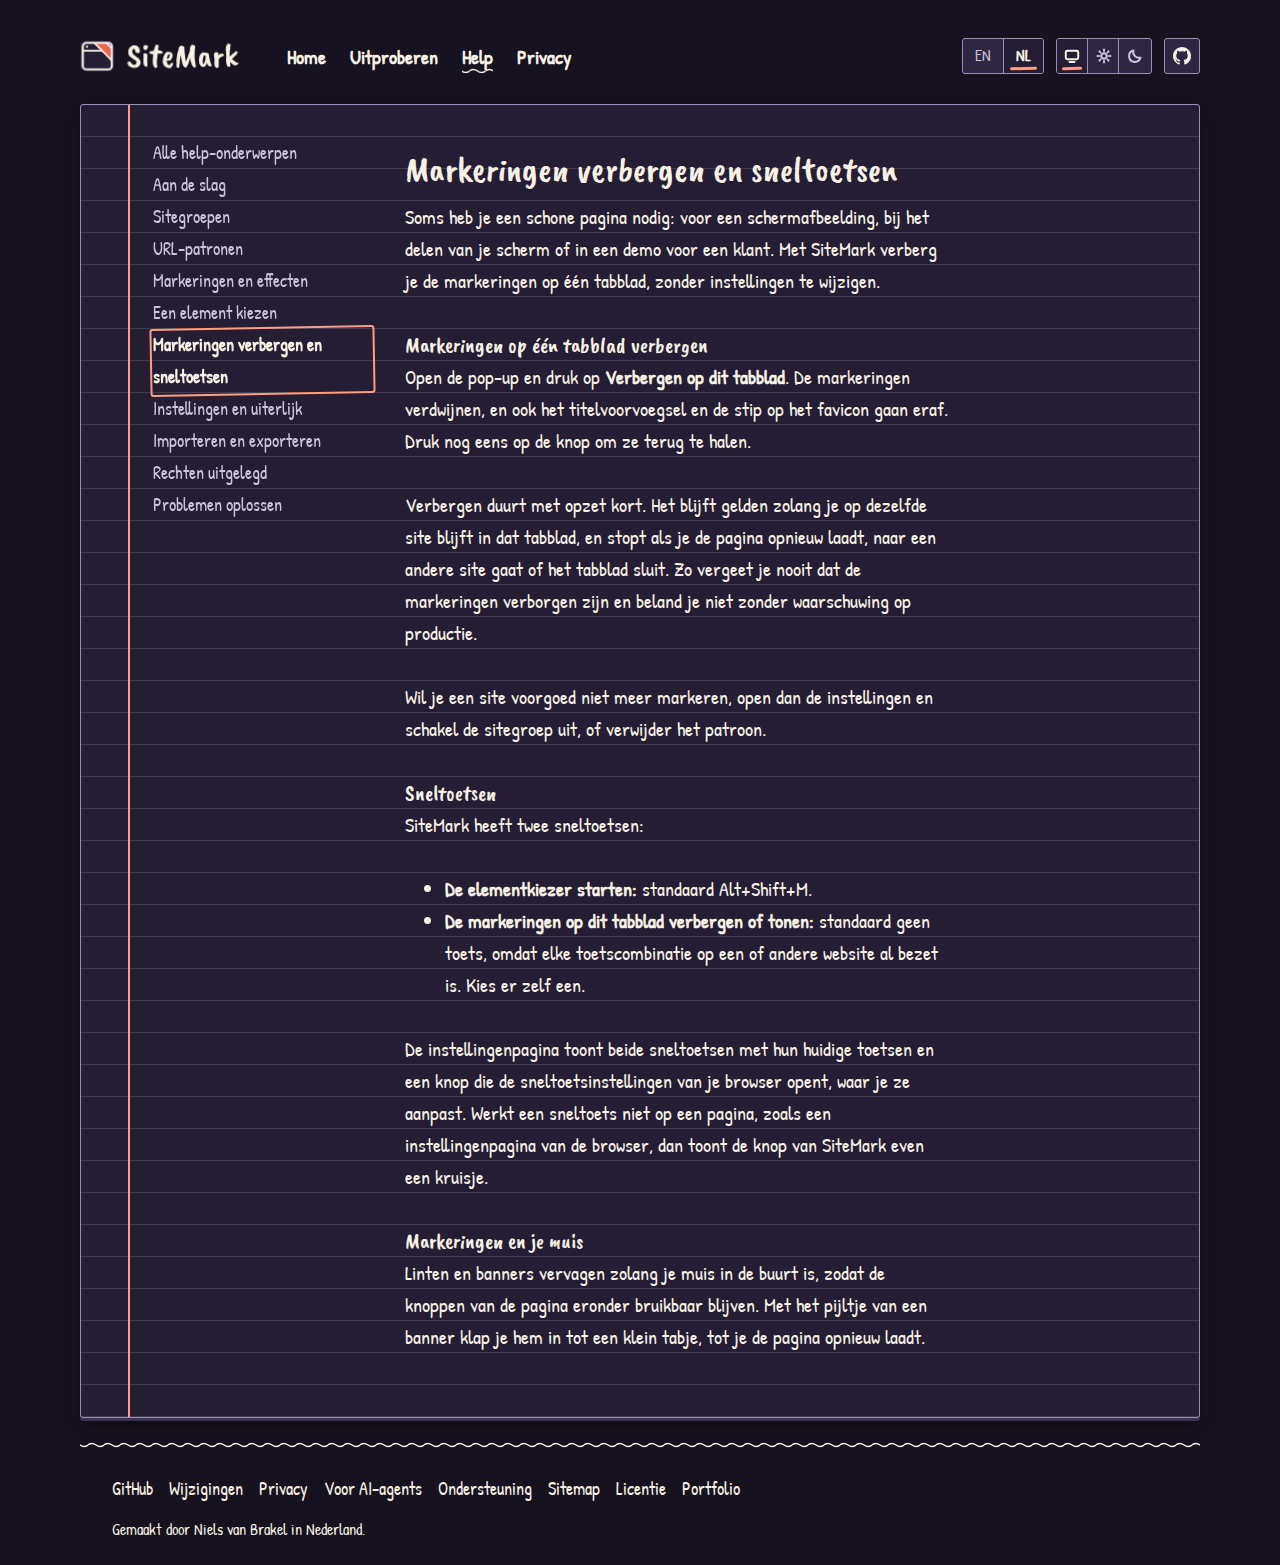 SiteMark
Home Uitproberen Help Privacy
EN NL
Alle help-onderwerpen
Aan de slag
Sitegroepen
URL-patronen
Markeringen en effecten
Een element kiezen
Markeringen verbergen en
sneltoetsen
Instellingen en uiterlijk
Importeren en exporteren
Rechten uitgelegd
Problemen oplossen
Markeringen verbergen en sneltoetsen
Soms heb je een schone pagina nodig: voor een schermafbeelding, bij het
delen van je scherm of in een demo voor een klant. Met SiteMark verberg
je de markeringen op één tabblad, zonder instellingen te wijzigen.
Markeringen op één tabblad verbergen
Open de pop-up en druk op Verbergen op dit tabblad. De markeringen
verdwijnen, en ook het titelvoorvoegsel en de stip op het favicon gaan eraf.
Druk nog eens op de knop om ze terug te halen.
Verbergen duurt met opzet kort. Het blijft gelden zolang je op dezelfde
site blijft in dat tabblad, en stopt als je de pagina opnieuw laadt, naar een
andere site gaat of het tabblad sluit. Zo vergeet je nooit dat de
markeringen verborgen zijn en beland je niet zonder waarschuwing op
productie.
Wil je een site voorgoed niet meer markeren, open dan de instellingen en
schakel de sitegroep uit, of verwijder het patroon.
Sneltoetsen
SiteMark heeft twee sneltoetsen:
De elementkiezer starten: standaard Alt+Shift+M.
De markeringen op dit tabblad verbergen of tonen: standaard geen
toets, omdat elke toetscombinatie op een of andere website al bezet
is. Kies er zelf een.
De instellingenpagina toont beide sneltoetsen met hun huidige toetsen en
een knop die de sneltoetsinstellingen van je browser opent, waar je ze
aanpast. Werkt een sneltoets niet op een pagina, zoals een
instellingenpagina van de browser, dan toont de knop van SiteMark even
een kruisje.
Markeringen en je muis
Linten en banners vervagen zolang je muis in de buurt is, zodat de
knoppen van de pagina eronder bruikbaar blijven. Met het pijltje van een
banner klap je hem in tot een klein tabje, tot je de pagina opnieuw laadt.
GitHub Wijzigingen Privacy Voor AI-agents Ondersteuning Sitemap Licentie Portfolio
Gemaakt door Niels van Brakel in Nederland.